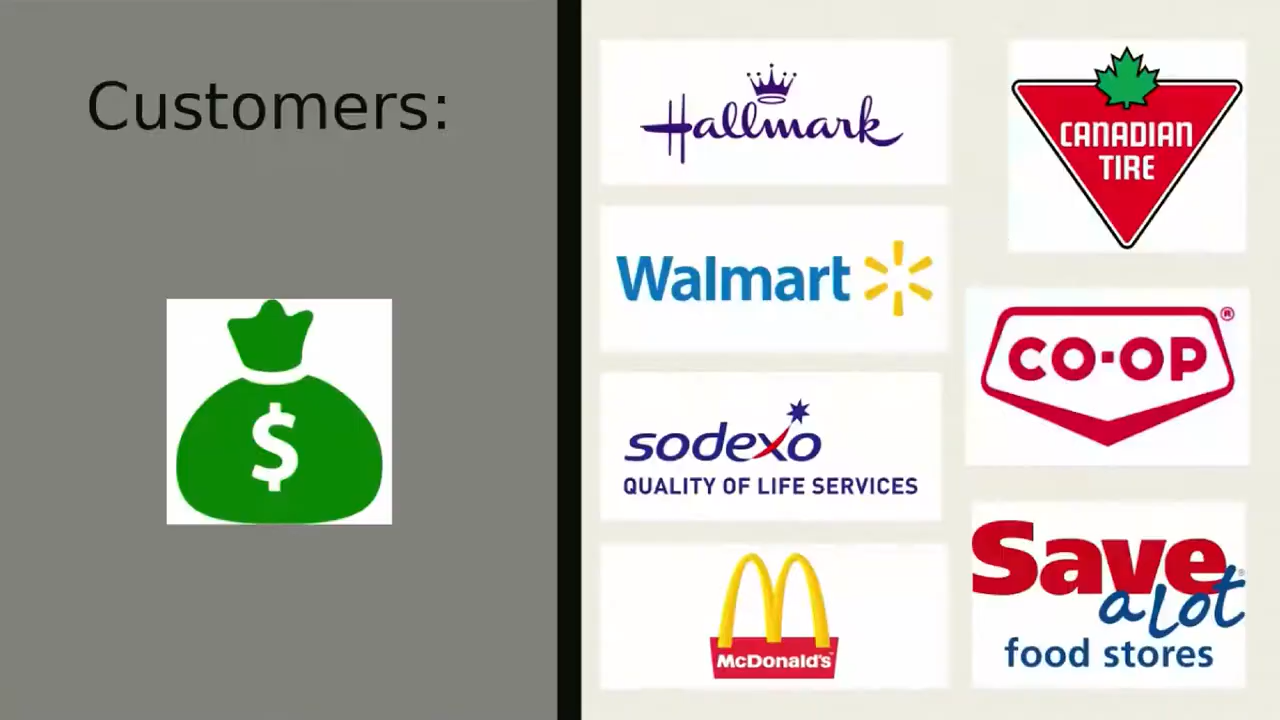 Customers:
$
Hallmark
Walmart
sodexo
QUALITY OF LIFE SERVICES
McDonald's
CANADIAN
TIRE
CO-OP®
Save
a lot
food stores